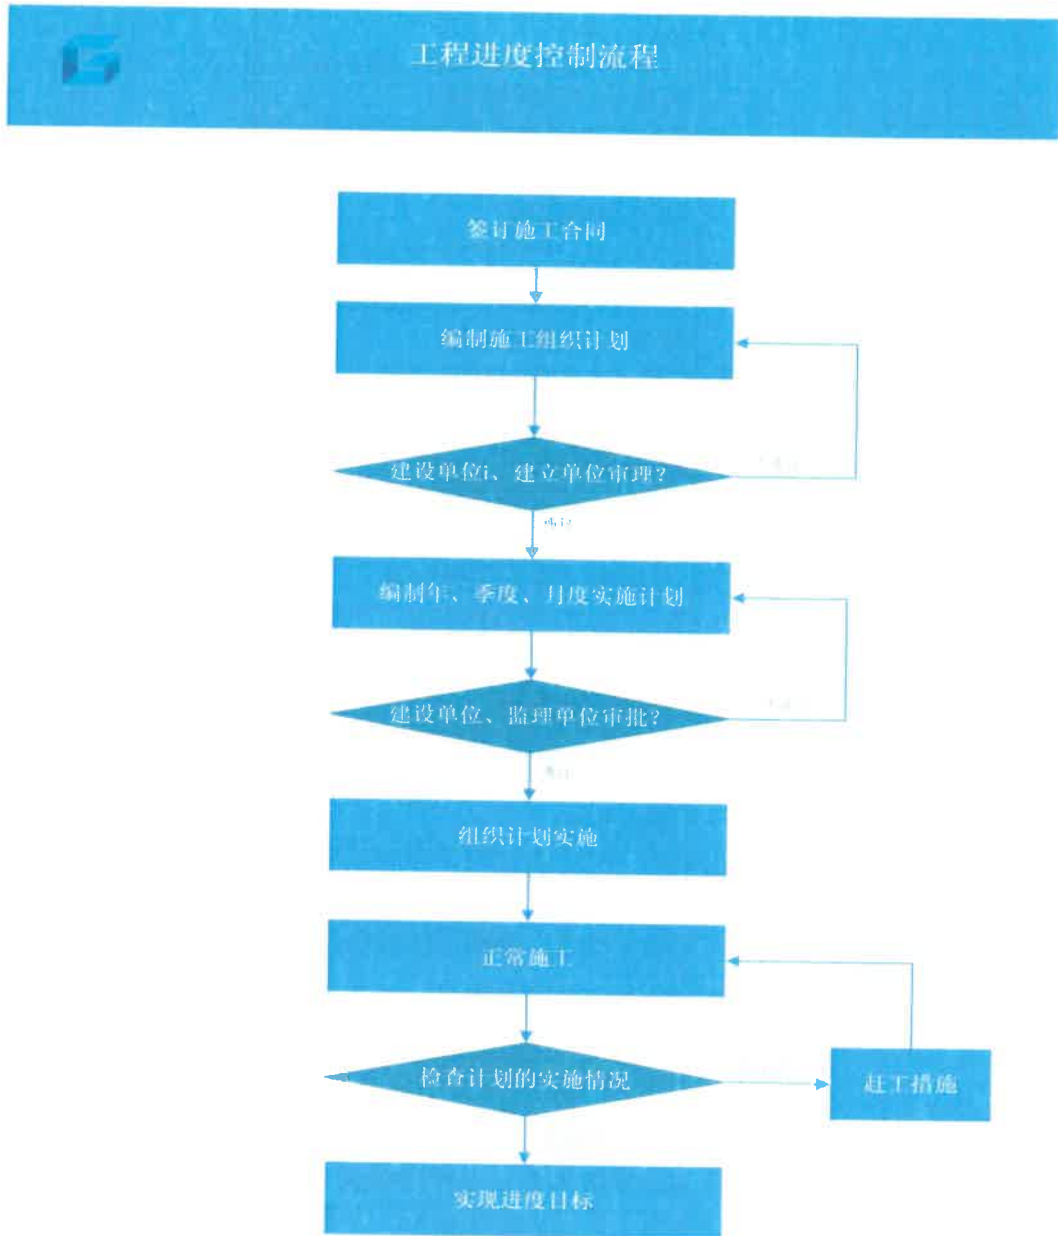 工程进度控制流程
签订施工合同
编制施工组织计划
建设单位i、建立单位审理?
通过
编制年、季度、月度实施计划
建设单位、监理单位审批?
组织计划实施
正常施工
检查计划的实施情况
赶工措施
实现进度目标